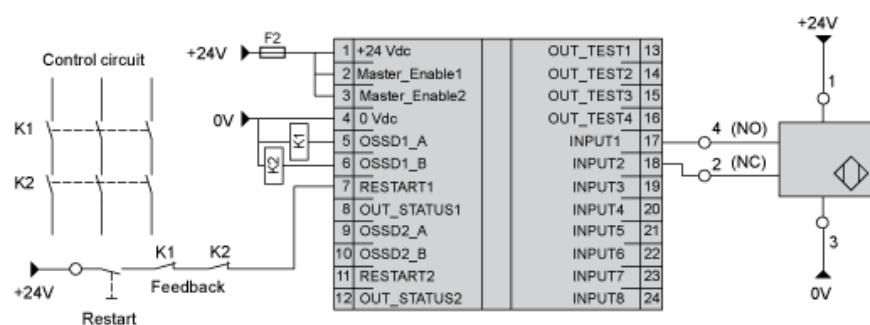 Control circuit
K1
K2
+24V
F2
0V
K1
K2
1 +24 Vdc
2 Master_Enable1
3 Master_Enable2
4 0 Vdc
5 OSSD1_A
6 OSSD1_B
7 RESTART1
8 OUT_STATUS1
9 OSSD2_A
10 OSSD2_B
11 RESTART2
12 OUT_STATUS2
OUT_TEST1 13
OUT_TEST2 14
OUT_TEST3 15
OUT_TEST4 16
INPUT1 17
INPUT2 18
INPUT3 19
INPUT4 20
INPUT5 21
INPUT6 22
INPUT7 23
INPUT8 24
+24V
1
4 (NO)
2 (NC)
3
0V
K1 K2
+24V
Feedback
Restart